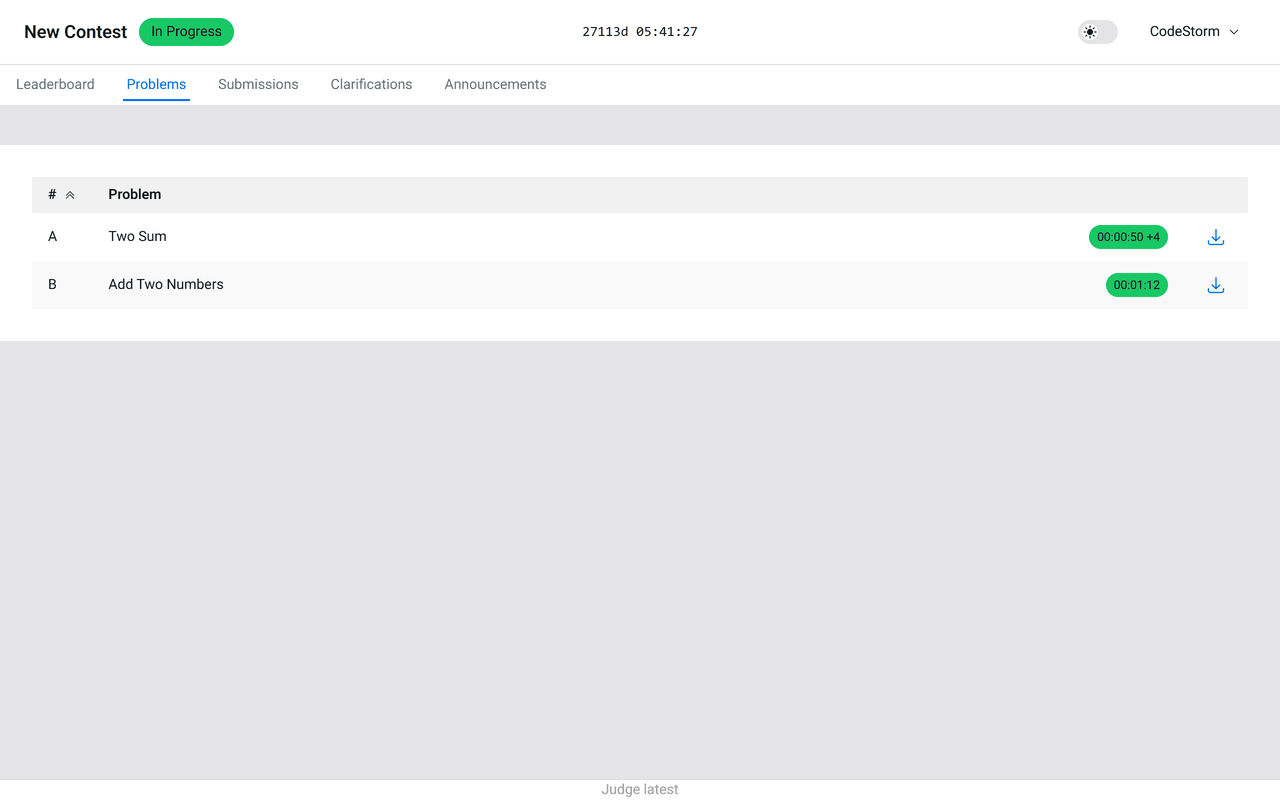 New Contest In Progress 27113d 05:41:27 CodeStorm
Leaderboard Problems Submissions Clarifications Announcements
# Problem
A Two Sum 00:00:50 +4
B Add Two Numbers 00:01:12
Judge latest